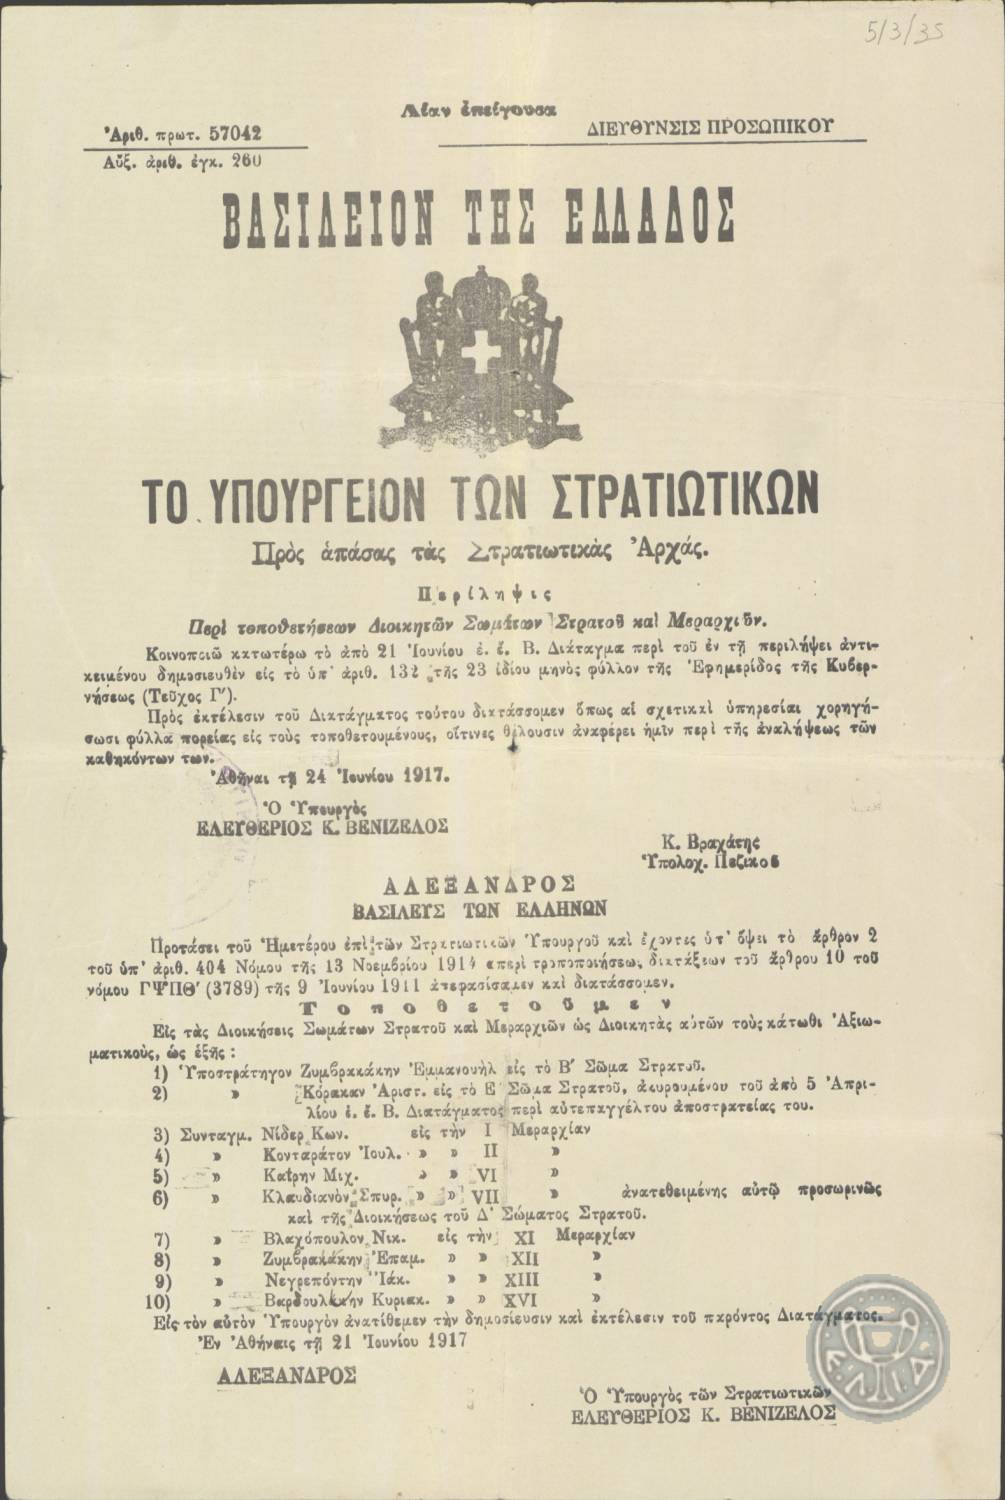 5/3/35
Λίαν ἐπείγουσα
Ἀριθ. πρωτ. 57042
ΔΙΕΥΘΥΝΣΙΣ ΠΡΟΣΩΠΙΚΟΥ
Αὔξ. ἀριθ. ἐγκ. 260
ΒΑΣΙΛΕΙΟΝ ΤΗΣ ΕΛΛΑΔΟΣ
ΤΟ ΥΠΟΥΡΓΕΙΟΝ ΤΩΝ ΣΤΡΑΤΙΩΤΙΚΩΝ
Πρὸς ἁπάσας τὰς Στρατιωτικὰς Ἀρχάς.
Περίληψις
Περὶ τοποθετήσεων Διοικητῶν Σωμάτων Στρατοῦ καὶ Μεραρχιῶν.
Κοινοποιῶ κατωτέρω τὸ ἀπὸ 21 Ἰουνίου ἐ. ἔ. Β. Διάταγμα περὶ τοῦ ἐν τῇ περιλήψει ἀντι-
κειμένου δημοσιευθὲν εἰς τὸ ὑπ' ἀριθ. 132 τῆς 23 ἰδίου μηνὸς φύλλον τῆς Ἐφημερίδος τῆς Κυβερ-
νήσεως (Τεῦχος Γ').
Πρὸς ἐκτέλεσιν τοῦ Διατάγματος τούτου διατάσσομεν ὅπως αἱ σχετικαὶ ὑπηρεσίαι χορηγή-
σωσι φύλλα πορείας εἰς τοὺς τοποθετουμένους, οἵτινες θέλουσιν ἀναφέρει ἡμῖν περὶ τῆς ἀναλήψεως τῶν
καθηκόντων των.
Ἀθῆναι τῇ 24 Ἰουνίου 1917.
Ὁ Ὑπουργὸς
ΕΛΕΥΘΕΡΙΟΣ Κ. ΒΕΝΙΖΕΛΟΣ
Κ. Βραχάτης
Ὑπολοχ. Πεζικοῦ
ΑΛΕΞΑΝΔΡΟΣ
ΒΑΣΙΛΕΥΣ ΤΩΝ ΕΛΛΗΝΩΝ
Προτάσει τοῦ Ἡμετέρου ἐπὶ τῶν Στρατιωτικῶν Ὑπουργοῦ καὶ ἔχοντες ὑπ' ὄψει τὸ ἄρθρον 2
τοῦ ὑπ' ἀριθ. 404 Νόμου τῆς 13 Νοεμβρίου 1914 «περὶ τροποποιήσεως διατάξεων τοῦ ἄρθρου 10 τοῦ
νόμου ΓΨΠΘ' (3789) τῆς 9 Ἰουνίου 1911 ἀπεφασίσαμεν καὶ διατάσσομεν.
Τοποθετοῦμεν
Εἰς τὰς Διοικήσεις Σωμάτων Στρατοῦ καὶ Μεραρχιῶν ὡς Διοικητὰς αὐτῶν τοὺς κάτωθι Ἀξιω-
ματικοὺς, ὡς ἑξῆς :
1) Ὑποστράτηγον Ζυμβρακάκην Ἐμμανουὴλ εἰς τὸ Β' Σῶμα Στρατοῦ.
2) » Κόρακαν Ἀριστ. εἰς τὸ Ε' Σῶμα Στρατοῦ, ἀκυρουμένου τοῦ ἀπὸ 5 Ἀπρι-
λίου ἐ. ἔ. Β. Διατάγματος περὶ αὐτεπαγγέλτου ἀποστρατείας του.
3) Συνταγμ. Νίδερ Κων. εἰς τὴν I Μεραρχίαν
4) » Κονταράτον Ἰουλ. » » II »
5) » Κατρην Μιχ. » » VI »
6) » Κλαυδιανὸν Σπυρ. » » VII » ἀνατεθειμένης αὐτῷ προσωρινῶς
καὶ τῆς Διοικήσεως τοῦ Δ' Σώματος Στρατοῦ.
7) » Βλαχόπουλον Νικ. εἰς τὴν XI Μεραρχίαν
8) » Ζυμβρακάκην Ἐπαμ. » » XII »
9) » Νεγρεπόντην Ἰάκ. » » XIII »
10) » Βαρδουλάκην Κυριακ. » » XVI »
Εἰς τὸν αὐτὸν Ὑπουργὸν ἀνατίθεμεν τὴν δημοσίευσιν καὶ ἐκτέλεσιν τοῦ παρόντος Διατάγματος.
Ἐν Ἀθήναις τῇ 21 Ἰουνίου 1917
ΑΛΕΞΑΝΔΡΟΣ
Ὁ Ὑπουργὸς τῶν Στρατιωτικῶν
ΕΛΕΥΘΕΡΙΟΣ Κ. ΒΕΝΙΖΕΛΟΣ
Ε.Λ.Ι.Α